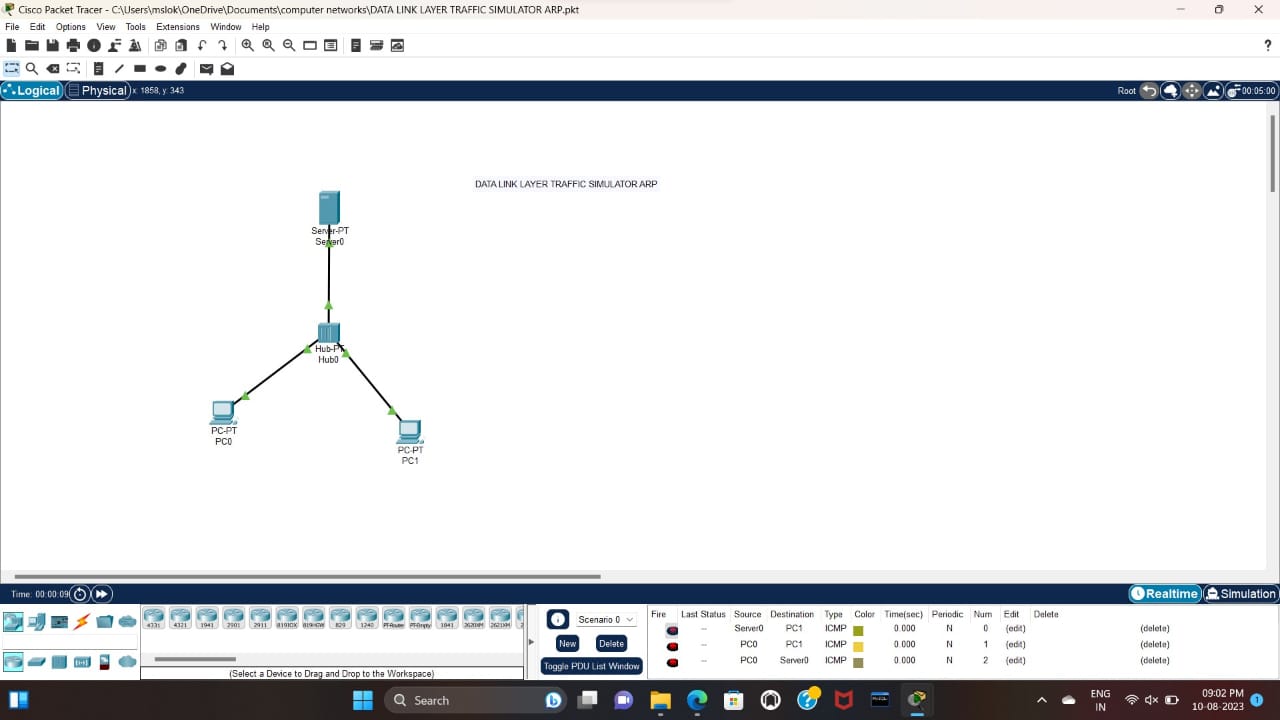 Cisco Packet Tracer - C:\Users\mslok\OneDrive\Documents\computer networks\DATA LINK LAYER TRAFFIC SIMULATOR ARP.pkt
File Edit Options View Tools Extensions Window Help
?
Logical Physical x: 1858, y: 343 Root 00:05:00
DATA LINK LAYER TRAFFIC SIMULATOR ARP
Server-PT
Server0
Hub-PT
Hub0
PC-PT
PC0
PC-PT
PC1
Time: 00:00:09 Realtime Simulation
4331 4321 1941 2901 2911 819IOX 819HGW 829 1240 PT-Router PT-Empty 1841 2620XM 2621XM
(Select a Device to Drag and Drop to the Workspace)
Scenario 0
New Delete
Toggle PDU List Window
Fire Last Status Source Destination Type Color Time(sec) Periodic Num Edit Delete
-- Server0 PC1 ICMP 0.000 N 0 (edit) (delete)
-- PC0 PC1 ICMP 0.000 N 1 (edit) (delete)
-- PC0 Server0 ICMP 0.000 N 2 (edit) (delete)
Search
ENG
IN
09:02 PM
10-08-2023
1